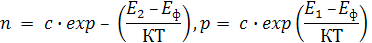 n = c · exp − (E₂ − Eф / КТ), p = c · exp (E₁ − Eф / КТ)